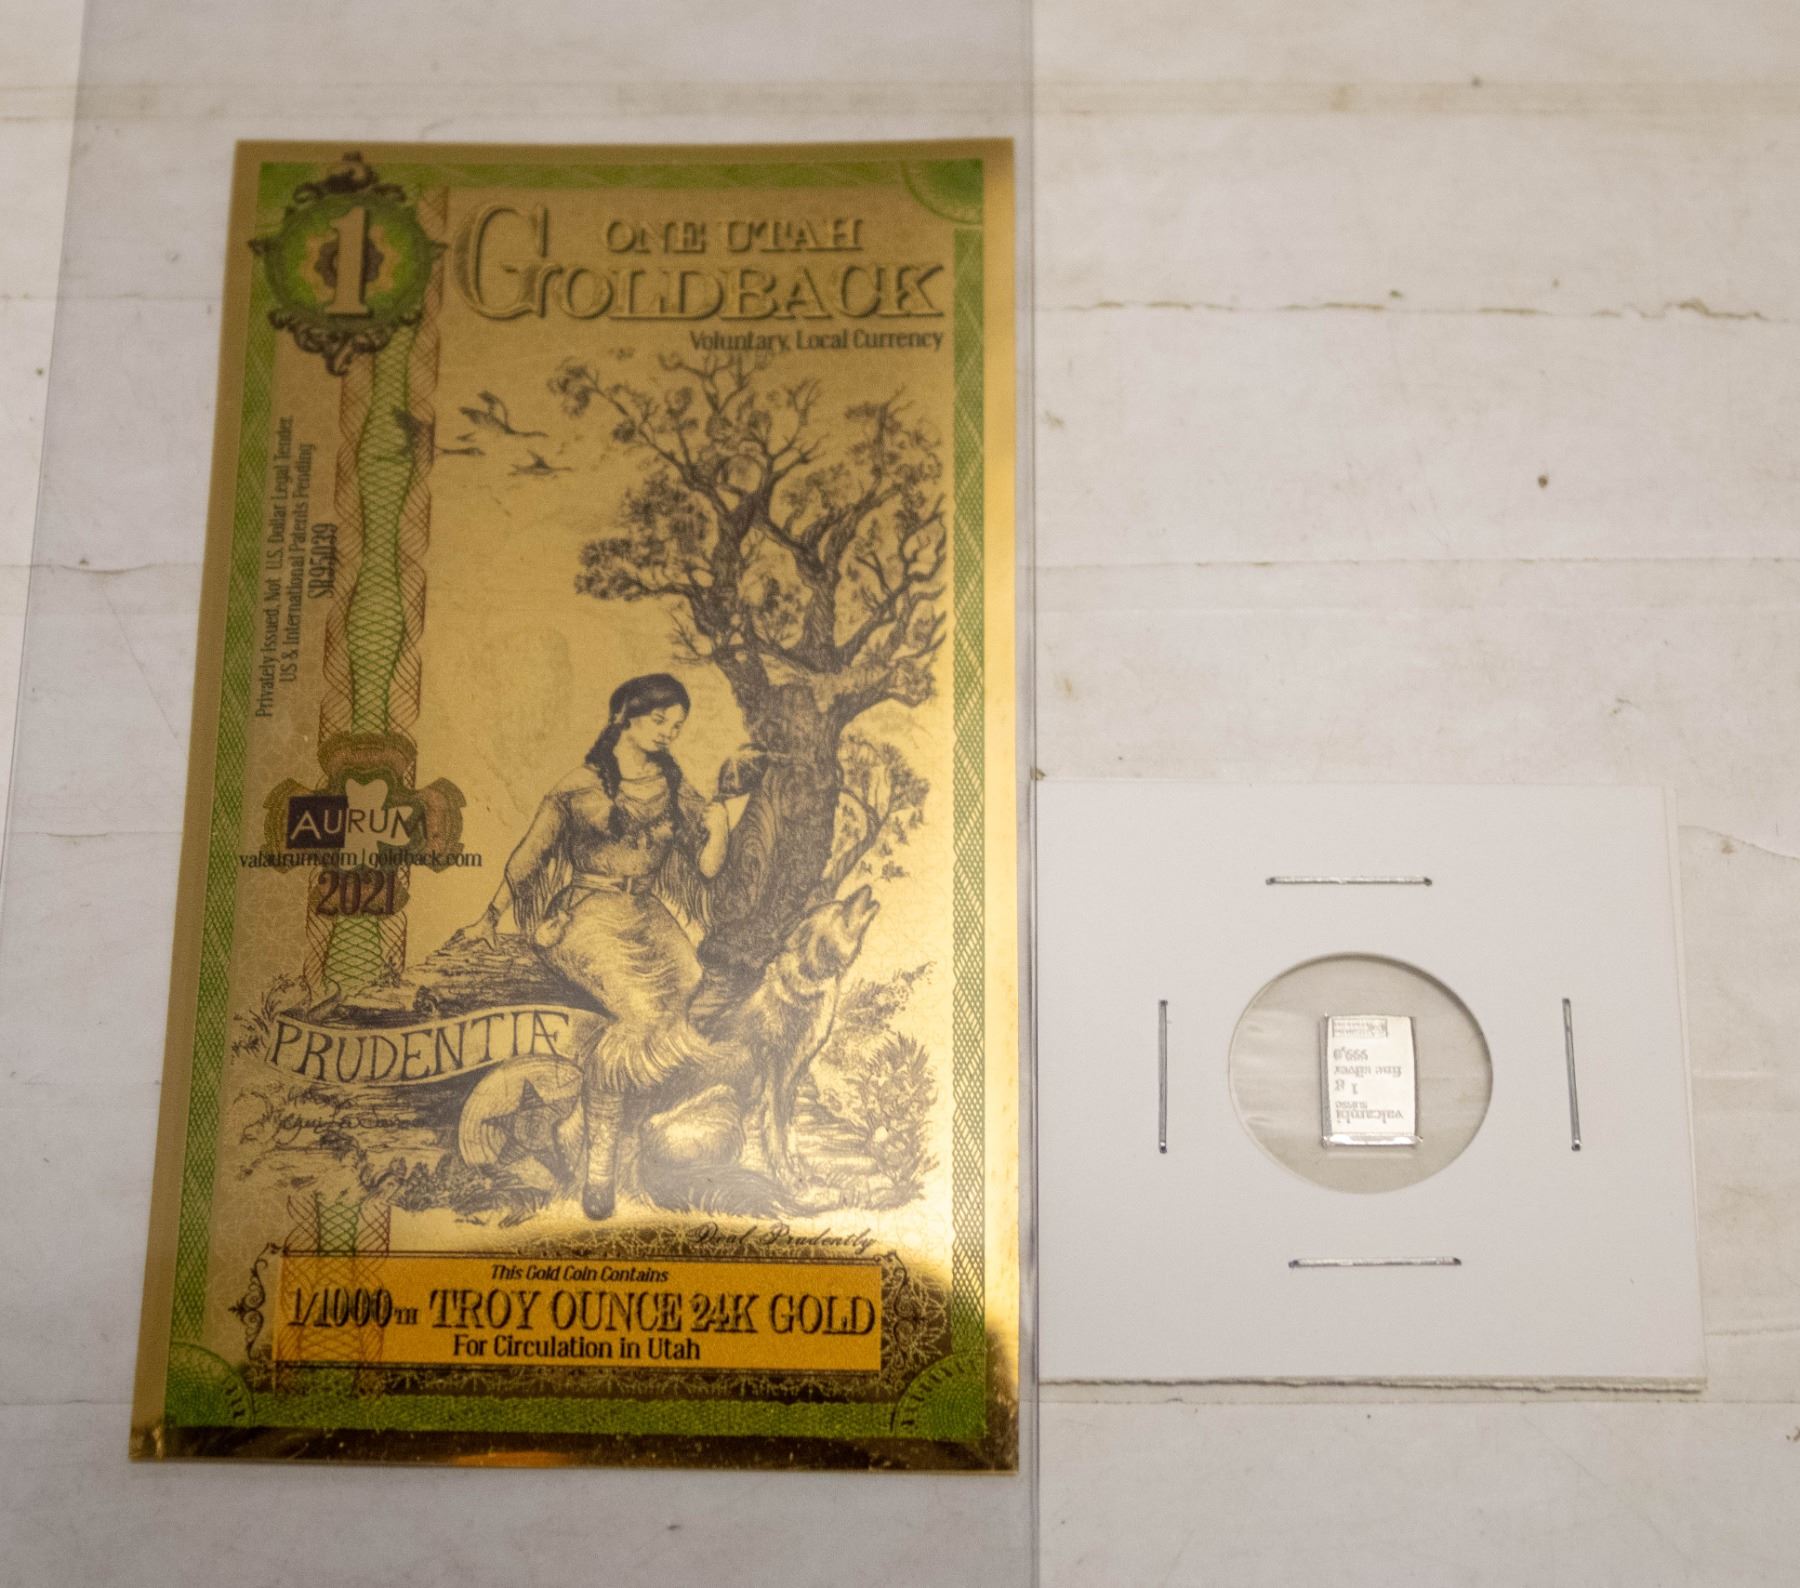 1
ONE UTAH
GOLDBACK
Voluntary, Local Currency
Privately Issued, Not U.S. Dollar Legal Tender.
US & International Patents Pending
AURUM
valaurum.com | goldback.com
2021
PRUDENTIÆ
Deal Prudently
This Gold Coin Contains
1/1000TH TROY OUNCE 24K GOLD
For Circulation in Utah
valcambi
suisse
1 g
fine silver
999,0